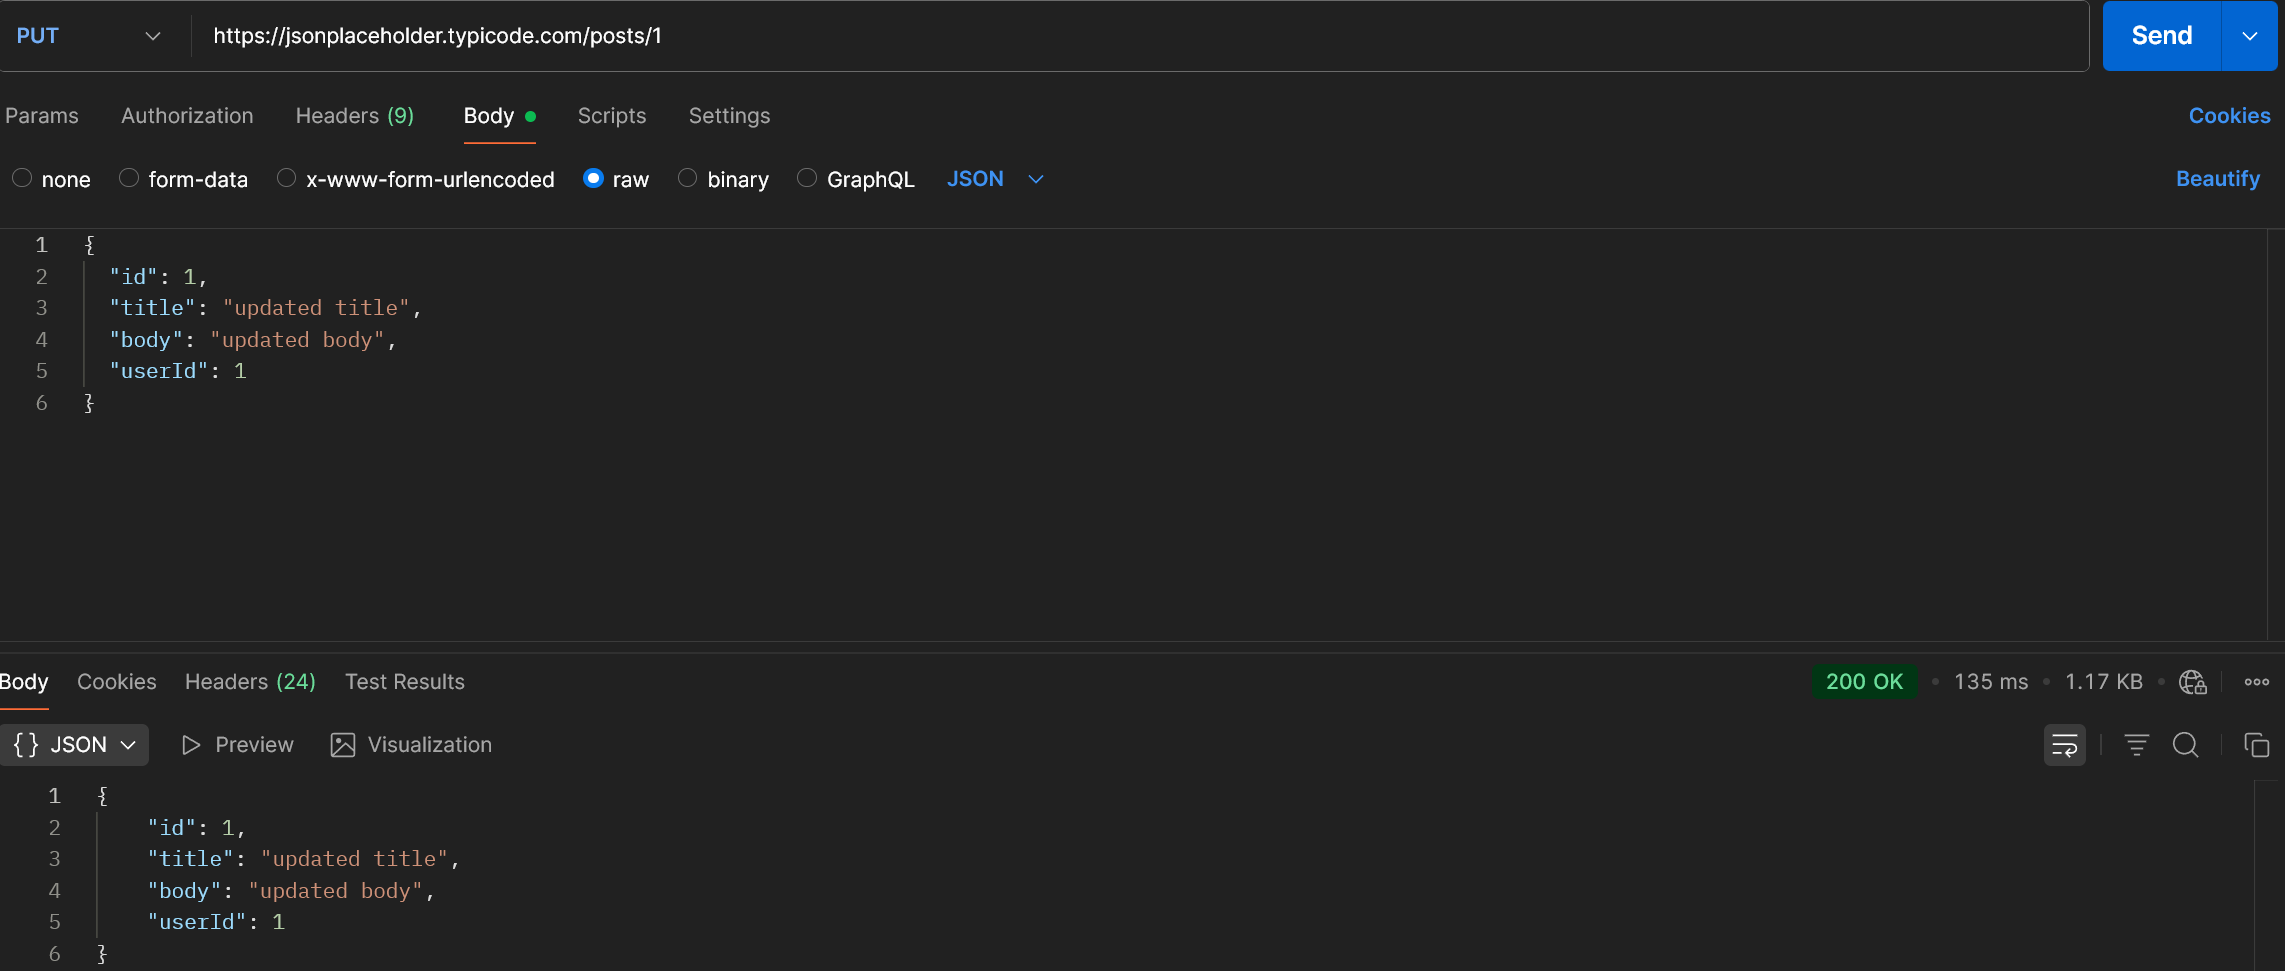 PUT https://jsonplaceholder.typicode.com/posts/1 Send
Params Authorization Headers (9) Body Scripts Settings Cookies
none form-data x-www-form-urlencoded raw binary GraphQL JSON Beautify
1 {
2 "id": 1,
3 "title": "updated title",
4 "body": "updated body",
5 "userId": 1
6 }
Body Cookies Headers (24) Test Results 200 OK • 135 ms • 1.17 KB •
{} JSON Preview Visualization
1 {
2 "id": 1,
3 "title": "updated title",
4 "body": "updated body",
5 "userId": 1
6 }